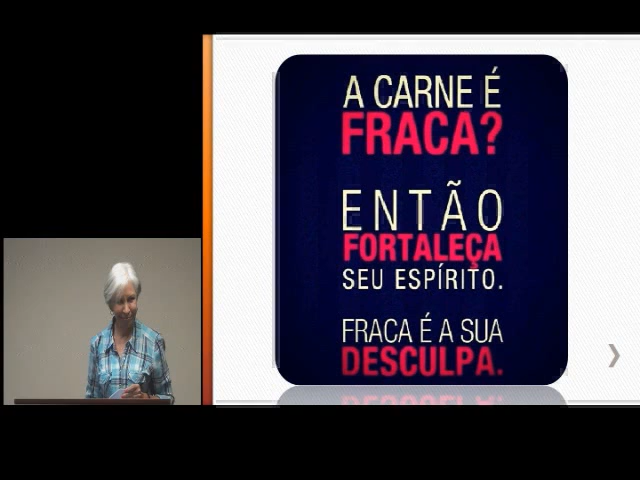 A CARNE É
FRACA?
ENTÃO
FORTALEÇA
SEU ESPÍRITO.
FRACA É A SUA
DESCULPA.